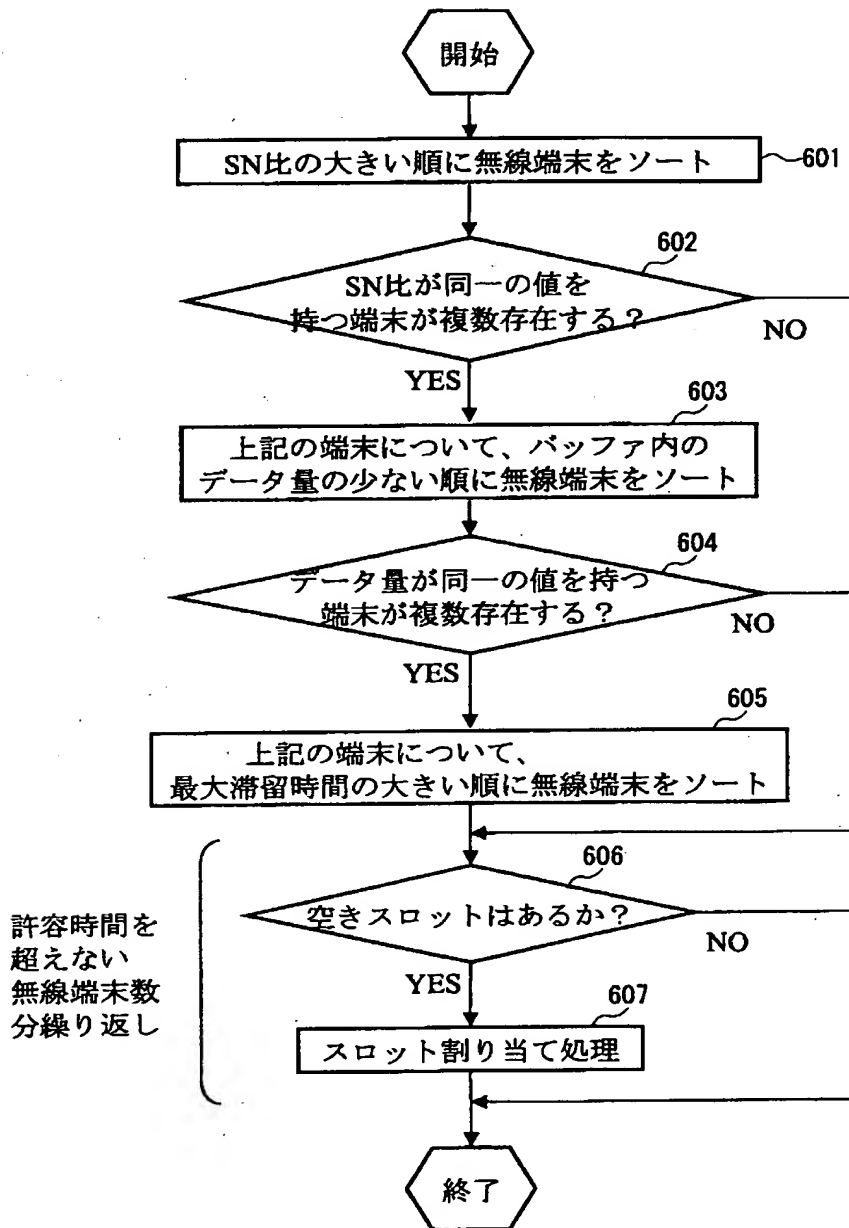 開始
SN比の大きい順に無線端末をソート
601
602
SN比が同一の値を
持つ端末が複数存在する？
NO
YES
603
上記の端末について、バッファ内の
データ量の少ない順に無線端末をソート
604
データ量が同一の値を持つ
端末が複数存在する？
NO
YES
605
上記の端末について、
最大滞留時間の大きい順に無線端末をソート
606
空きスロットはあるか？
NO
YES
許容時間を
超えない
無線端末数
分繰り返し
607
スロット割り当て処理
終了